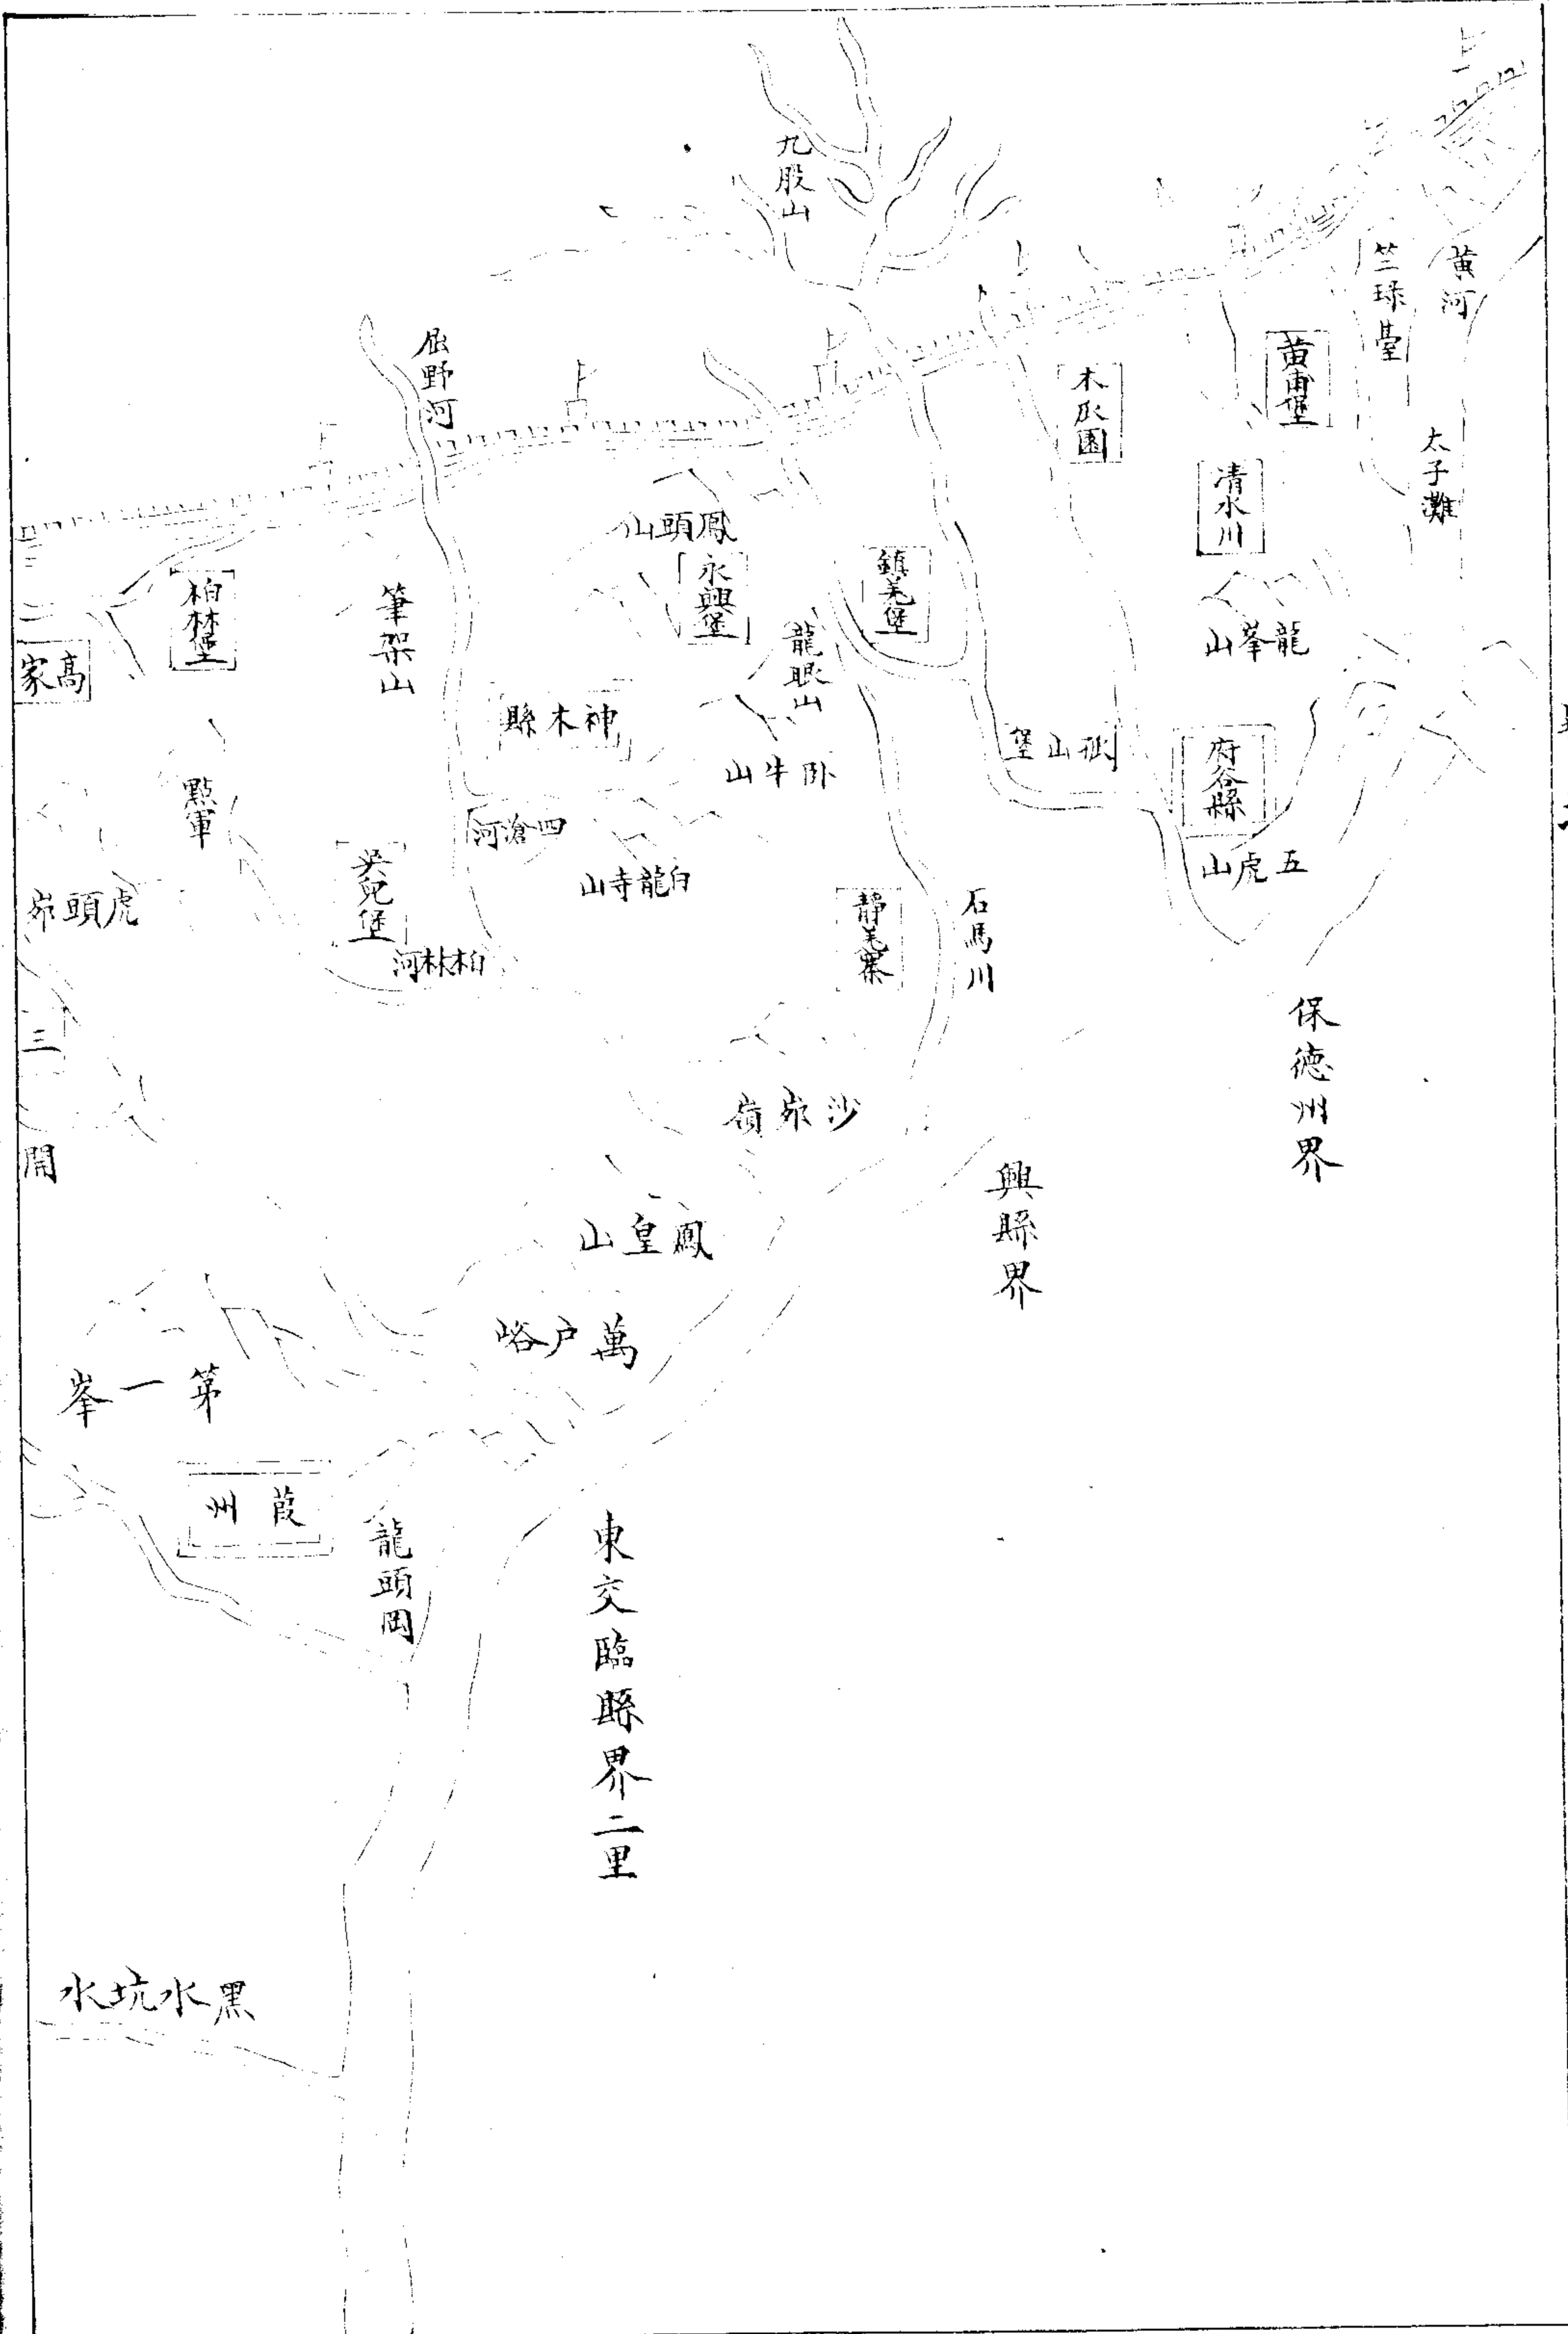 黃河
竺琭臺
太子灘
黃甫堡
清水川
木瓜園
九股山
屈野河
龍峯山
府谷縣
五虎山
孤山堡
鎮羌堡
鳳頭山
永興堡
龍眼山
臥牛山
神木縣
筆架山
柏林堡
高家
四滄河
白龍寺山
點軍
吳兒堡
柏林河
虎頭峁
靜羌寨
石馬川
保德州界
三
開
沙峁嶺
興縣界
鳳皇山
萬户峪
第一峯
葭州
龍頭岡
東交臨縣界二里
黑水坑水